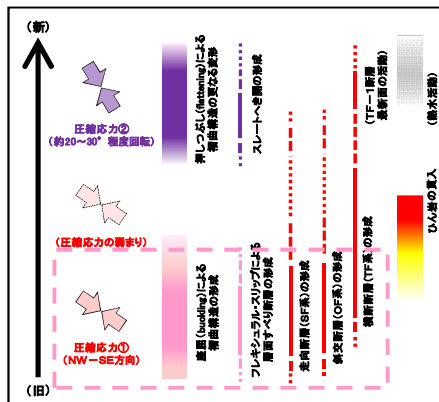 (新)
圧縮応力②
(約20～30°程度回転)
(圧縮応力の弱まり)
圧縮応力①
(NW－SE方向)
(旧)
押しつぶし(flattening)による
褶曲構造の更なる変形
座屈(buckling)による
褶曲構造の形成
スレートへき開の形成
フレキシュラル・スリップによる
層面すべり断層の形成
走向断層(SF系)の形成
斜交断層(OF系)の形成
横断断層(TF系)の形成
(TF－1断層
最新面の活動)
(熱水活動)
ひん岩の貫入